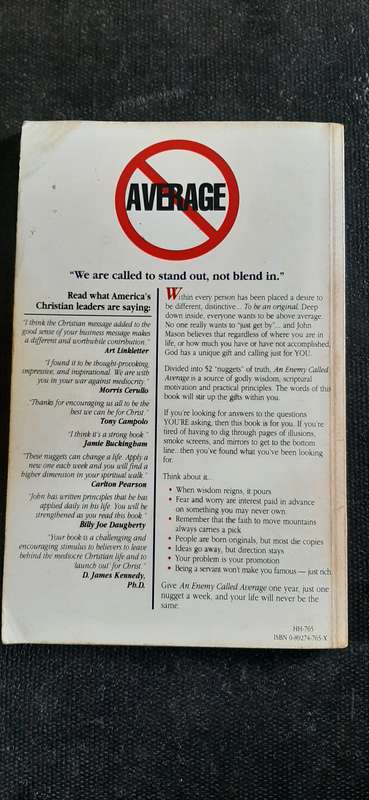 AVERAGE
“We are called to stand out, not blend in.”
Read what America's
Christian leaders are saying:
“I think the Christian message added to the
good sense of your business message makes
a different and worthwhile contribution.”
Art Linkletter
“I found it to be thought-provoking,
impressive, and inspirational. We are with
you in your war against mediocrity.”
Morris Cerullo
“Thanks for encouraging us all to be the
best we can be for Christ.”
Tony Campolo
“I think it's a strong book.”
Jamie Buckingham
“These nuggets can change a life. Apply a
new one each week and you will find a
higher dimension in your spiritual walk.”
Carlton Pearson
“John has written principles that he has
applied daily in his life. You will be
strengthened as you read this book.”
Billy Joe Daugherty
“Your book is a challenging and
encouraging stimulus to believers to leave
behind the mediocre Christian life and to
launch out for Christ.”
D. James Kennedy,
Ph.D.
Within every person has been placed a desire to
be different, distinctive... To be an original. Deep
down inside, everyone wants to be above average.
No one really wants to “just get by”... and John
Mason believes that regardless of where you are in
life, or how much you have or have not accomplished,
God has a unique gift and calling just for YOU.
Divided into 52 “nuggets” of truth, An Enemy Called
Average is a source of godly wisdom, scriptural
motivation and practical principles. The words of this
book will stir up the gifts within you.
If you're looking for answers to the questions
YOU'RE asking, then this book is for you. If you're
tired of having to dig through pages of illusions,
smoke screens, and mirrors to get to the bottom
line...then you've found what you've been looking
for.
Think about it...
• When wisdom reigns, it pours
• Fear and worry are interest paid in advance
on something you may never own.
• Remember that the faith to move mountains
always carries a pick
• People are born originals, but most die copies
• Ideas go away, but direction stays
• Your problem is your promotion
• Being a servant won't make you famous — just rich.
Give An Enemy Called Average one year, just one
nugget a week, and your life will never be the
same.
HH-765
ISBN 0-89274-765-X